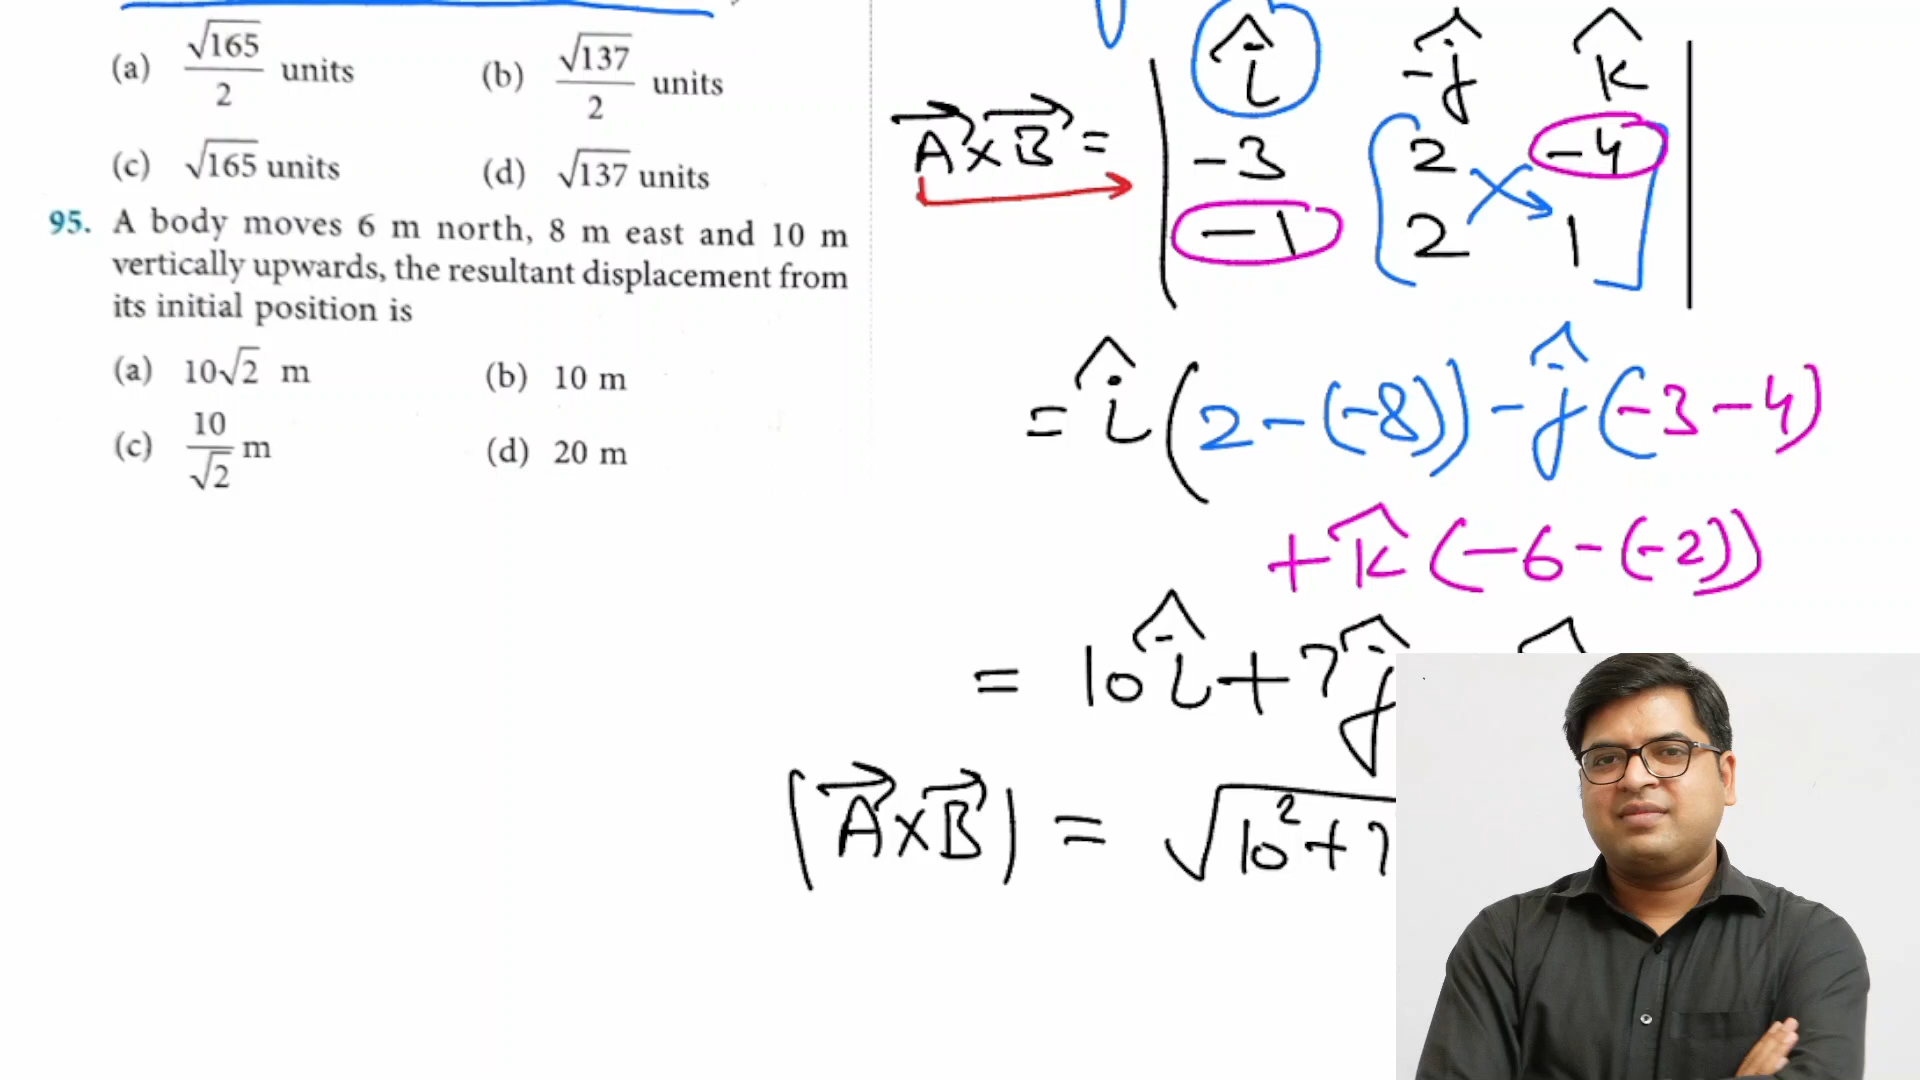 (a) √165/2 units (b) √137/2 units
(c) √165 units (d) √137 units
95. A body moves 6 m north, 8 m east and 10 m
vertically upwards, the resultant displacement from
its initial position is
(a) 10√2 m (b) 10 m
(c) 10/√2 m (d) 20 m
î -ĵ k̂
A⃗×B⃗ = | -3 2 -4 |
-1 2 1
= î(2-(-8)) - ĵ(-3-4)
+ k̂(-6-(-2))
= 10î+7ĵ
|A⃗×B⃗| = √10²+7